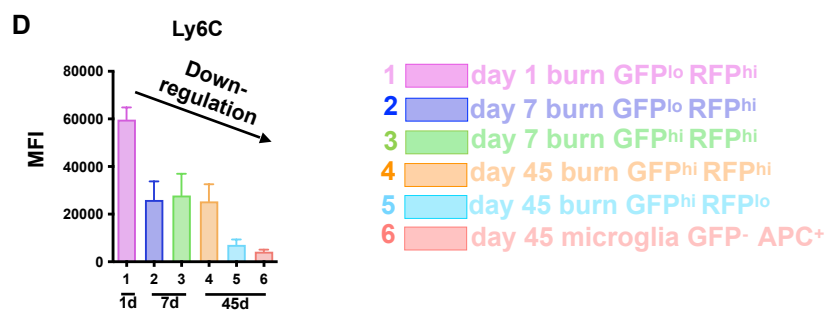 D
Ly6C
Down-
regulation
MFI
80000
60000
40000
20000
0
1 2 3 4 5 6
1d 7d 45d
1 day 1 burn GFPˡᵒ RFPʰⁱ
2 day 7 burn GFPˡᵒ RFPʰⁱ
3 day 7 burn GFPʰⁱ RFPʰⁱ
4 day 45 burn GFPʰⁱ RFPʰⁱ
5 day 45 burn GFPʰⁱ RFPˡᵒ
6 day 45 microglia GFP⁻ APC⁺